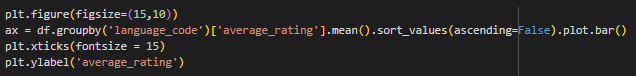 plt.figure(figsize=(15,10))
ax = df.groupby('language_code')['average_rating'].mean().sort_values(ascending=False).plot.bar()
plt.xticks(fontsize = 15)
plt.ylabel('average_rating')